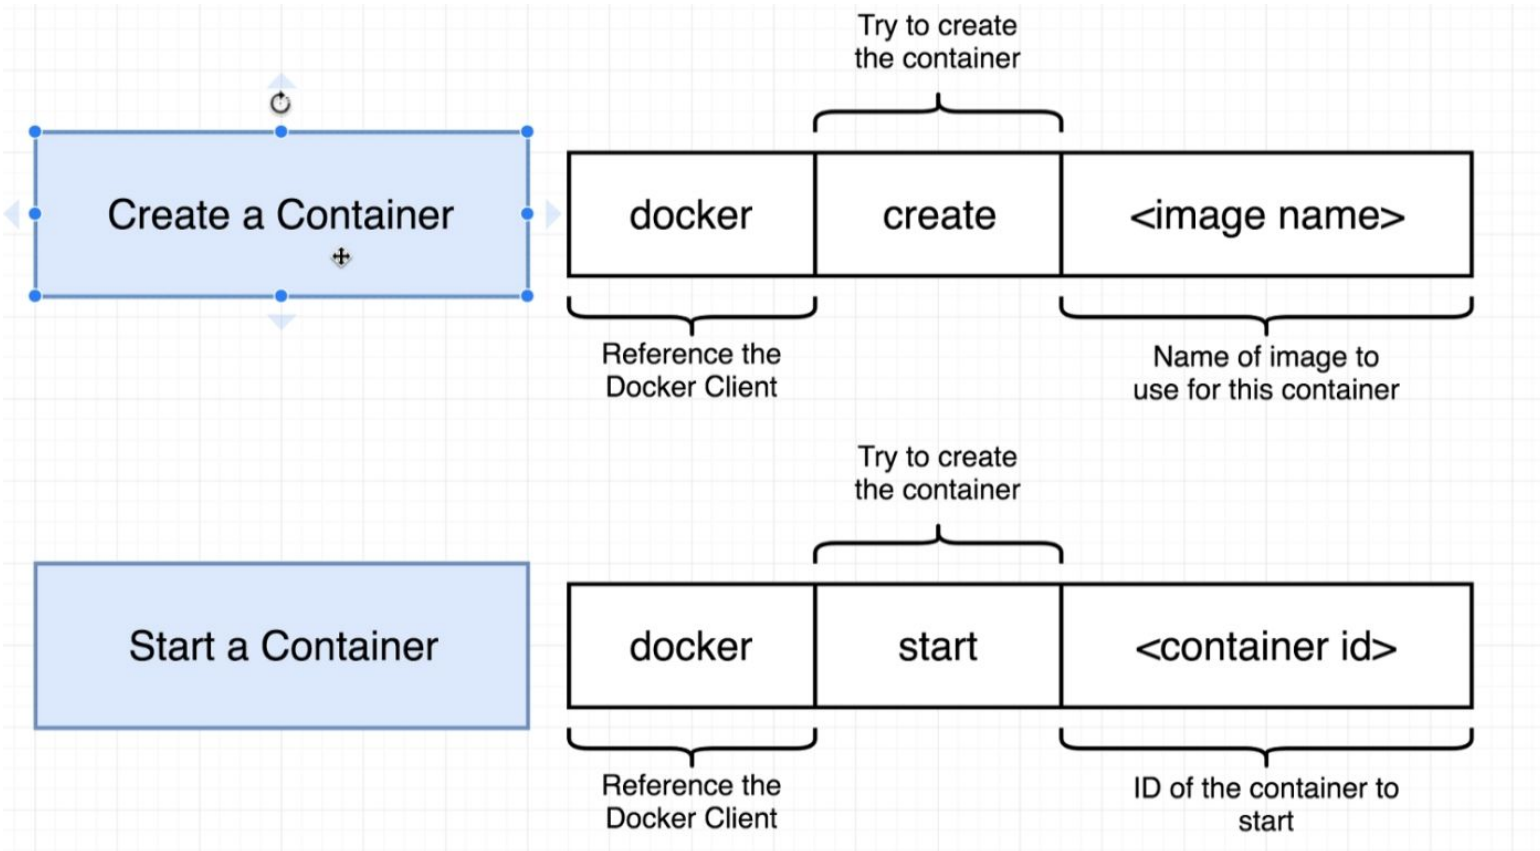 Try to create
the container
Create a Container
docker
create
<image name>
Reference the
Docker Client
Name of image to
use for this container
Try to create
the container
Start a Container
docker
start
<container id>
Reference the
Docker Client
ID of the container to
start